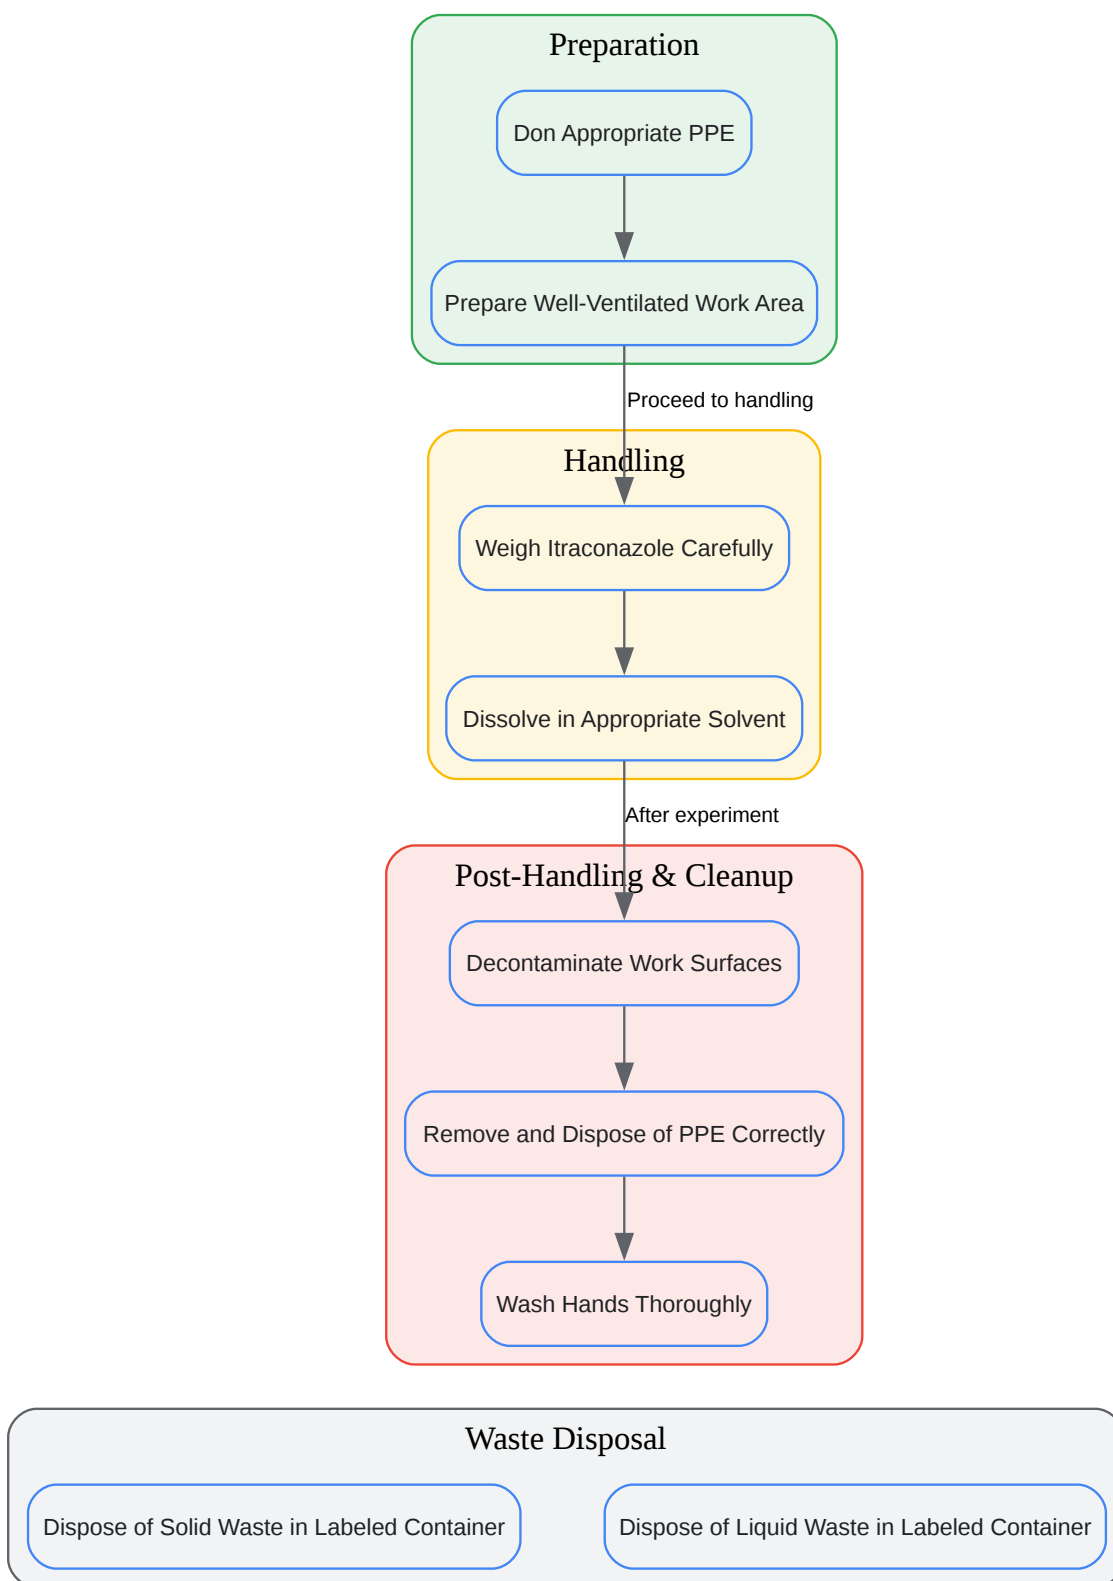 Preparation
Don Appropriate PPE
Prepare Well-Ventilated Work Area
Proceed to handling
Handling
Weigh Itraconazole Carefully
Dissolve in Appropriate Solvent
After experiment
Post-Handling & Cleanup
Decontaminate Work Surfaces
Remove and Dispose of PPE Correctly
Wash Hands Thoroughly
Waste Disposal
Dispose of Solid Waste in Labeled Container
Dispose of Liquid Waste in Labeled Container